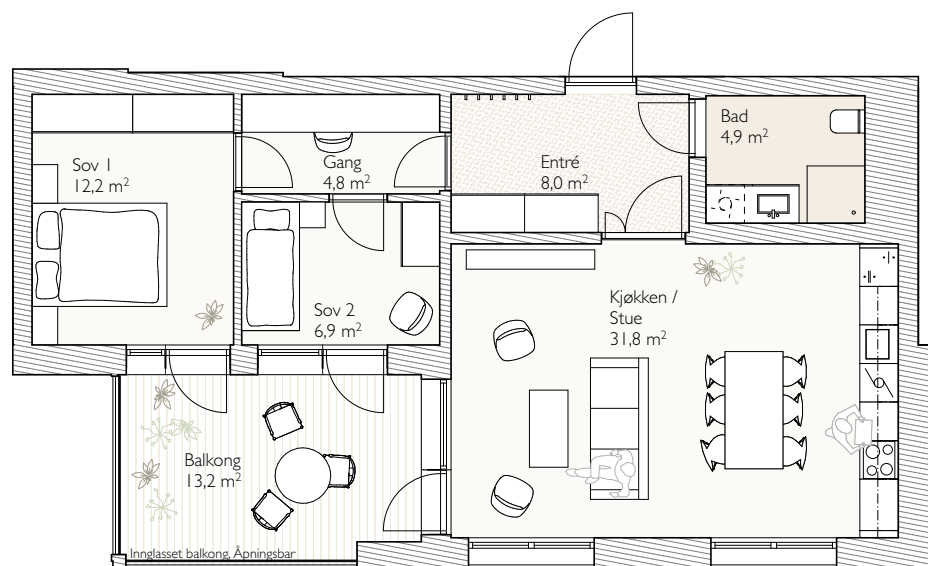 Bad
4,9 m²
Sov 1
12,2 m²
Gang
4,8 m²
Entré
8,0 m²
Sov 2
6,9 m²
Kjøkken /
Stue
31,8 m²
Balkong
13,2 m²
Innglasset balkong, Åpningsbar